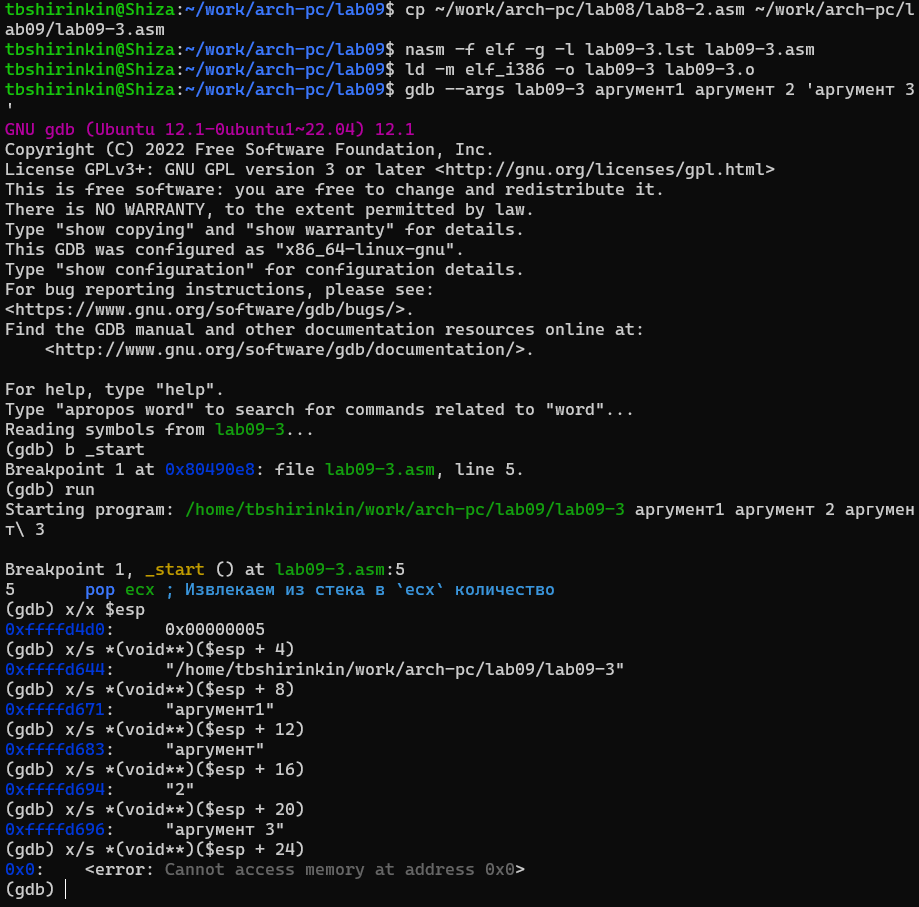 tbshirinkin@Shiza:~/work/arch-pc/lab09$ cp ~/work/arch-pc/lab08/lab8-2.asm ~/work/arch-pc/l
ab09/lab09-3.asm
tbshirinkin@Shiza:~/work/arch-pc/lab09$ nasm -f elf -g -l lab09-3.lst lab09-3.asm
tbshirinkin@Shiza:~/work/arch-pc/lab09$ ld -m elf_i386 -o lab09-3 lab09-3.o
tbshirinkin@Shiza:~/work/arch-pc/lab09$ gdb --args lab09-3 аргумент1 аргумент 2 'аргумент 3
'
GNU gdb (Ubuntu 12.1-0ubuntu1~22.04) 12.1
Copyright (C) 2022 Free Software Foundation, Inc.
License GPLv3+: GNU GPL version 3 or later <http://gnu.org/licenses/gpl.html>
This is free software: you are free to change and redistribute it.
There is NO WARRANTY, to the extent permitted by law.
Type "show copying" and "show warranty" for details.
This GDB was configured as "x86_64-linux-gnu".
Type "show configuration" for configuration details.
For bug reporting instructions, please see:
<https://www.gnu.org/software/gdb/bugs/>.
Find the GDB manual and other documentation resources online at:
    <http://www.gnu.org/software/gdb/documentation/>.

For help, type "help".
Type "apropos word" to search for commands related to "word"...
Reading symbols from lab09-3...
(gdb) b _start
Breakpoint 1 at 0x80490e8: file lab09-3.asm, line 5.
(gdb) run
Starting program: /home/tbshirinkin/work/arch-pc/lab09/lab09-3 аргумент1 аргумент 2 аргумен
т\ 3

Breakpoint 1, _start () at lab09-3.asm:5
5       pop ecx ; Извлекаем из стека в `ecx` количество
(gdb) x/x $esp
0xffffd4d0:     0x00000005
(gdb) x/s *(void**)($esp + 4)
0xffffd644:     "/home/tbshirinkin/work/arch-pc/lab09/lab09-3"
(gdb) x/s *(void**)($esp + 8)
0xffffd671:     "аргумент1"
(gdb) x/s *(void**)($esp + 12)
0xffffd683:     "аргумент"
(gdb) x/s *(void**)($esp + 16)
0xffffd694:     "2"
(gdb) x/s *(void**)($esp + 20)
0xffffd696:     "аргумент 3"
(gdb) x/s *(void**)($esp + 24)
0x0:    <error: Cannot access memory at address 0x0>
(gdb)